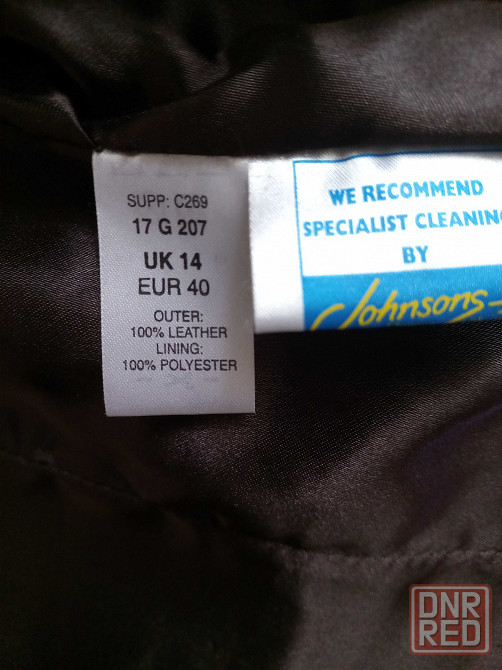 SUPP: C269
17 G 207
UK 14
EUR 40
OUTER:
100% LEATHER
LINING:
100% POLYESTER
WE RECOMMEND
SPECIALIST CLEANING
BY
Johnsons
DNR
RED